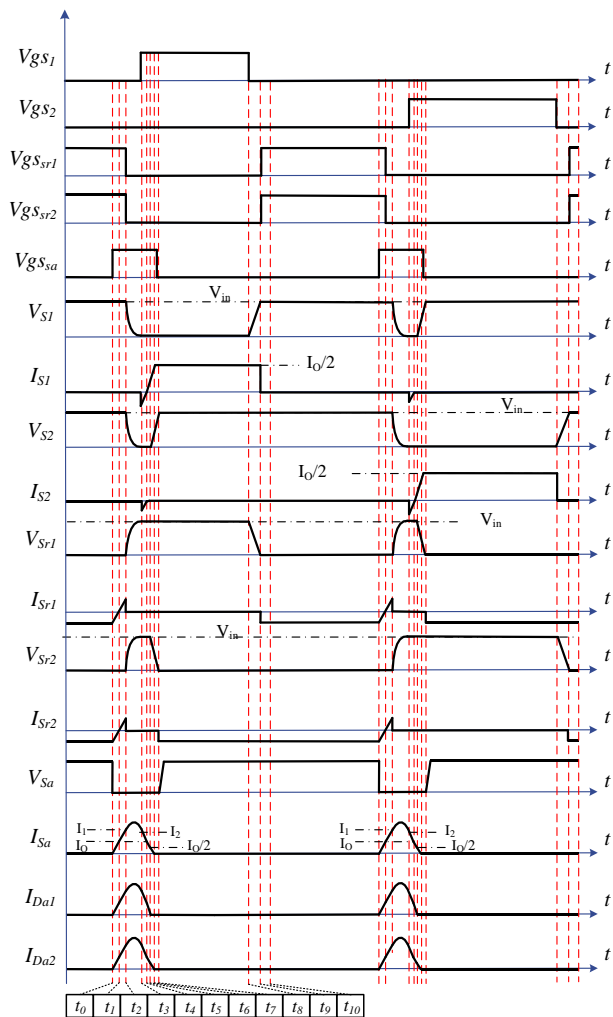 Vgs1 t
Vgs2 t
Vgssr1 t
Vgssr2 t
Vgssa t
Vin
VS1 t
IS1 IO/2 t
VS2 Vin t
IO/2
IS2 t
Vin
VSr1 t
ISr1 t
Vin
VSr2 t
ISr2 t
VSa t
I1 I2 I1 I2
ISa IO IO/2 IO IO/2 t
IDa1 t
IDa2 t
t0 t1 t2 t3 t4 t5 t6 t7 t8 t9 t10